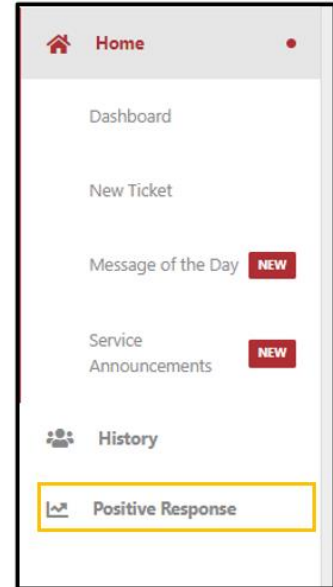 Home
Dashboard
New Ticket
Message of the Day NEW
Service
Announcements NEW
History
Positive Response